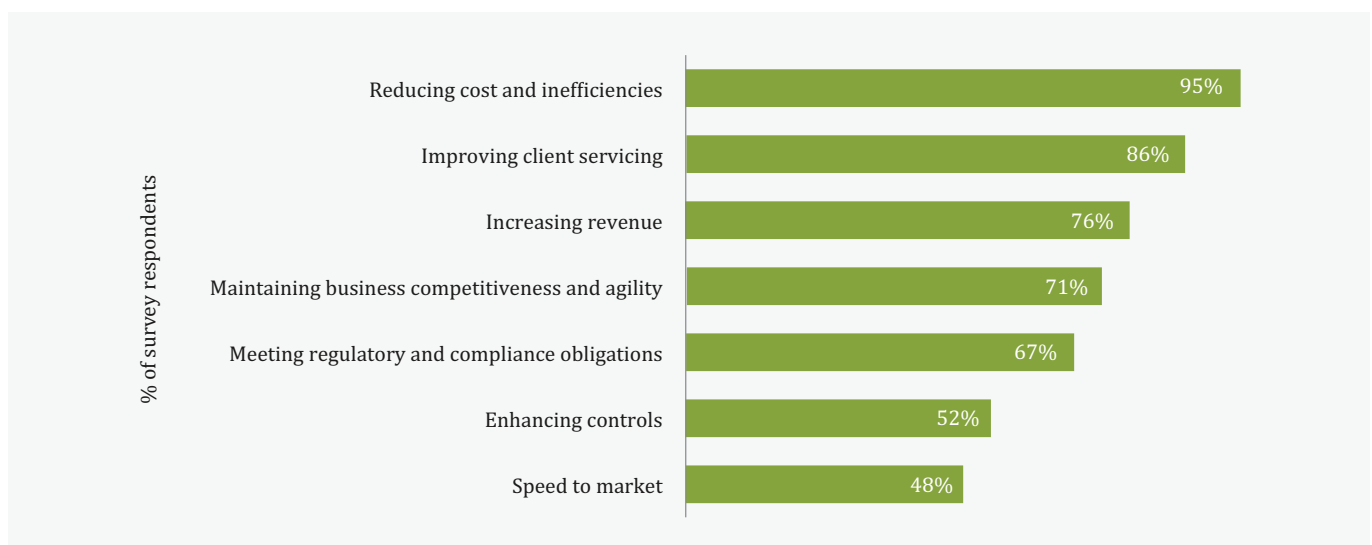 % of survey respondents
Reducing cost and inefficiencies 95%
Improving client servicing 86%
Increasing revenue 76%
Maintaining business competitiveness and agility 71%
Meeting regulatory and compliance obligations 67%
Enhancing controls 52%
Speed to market 48%